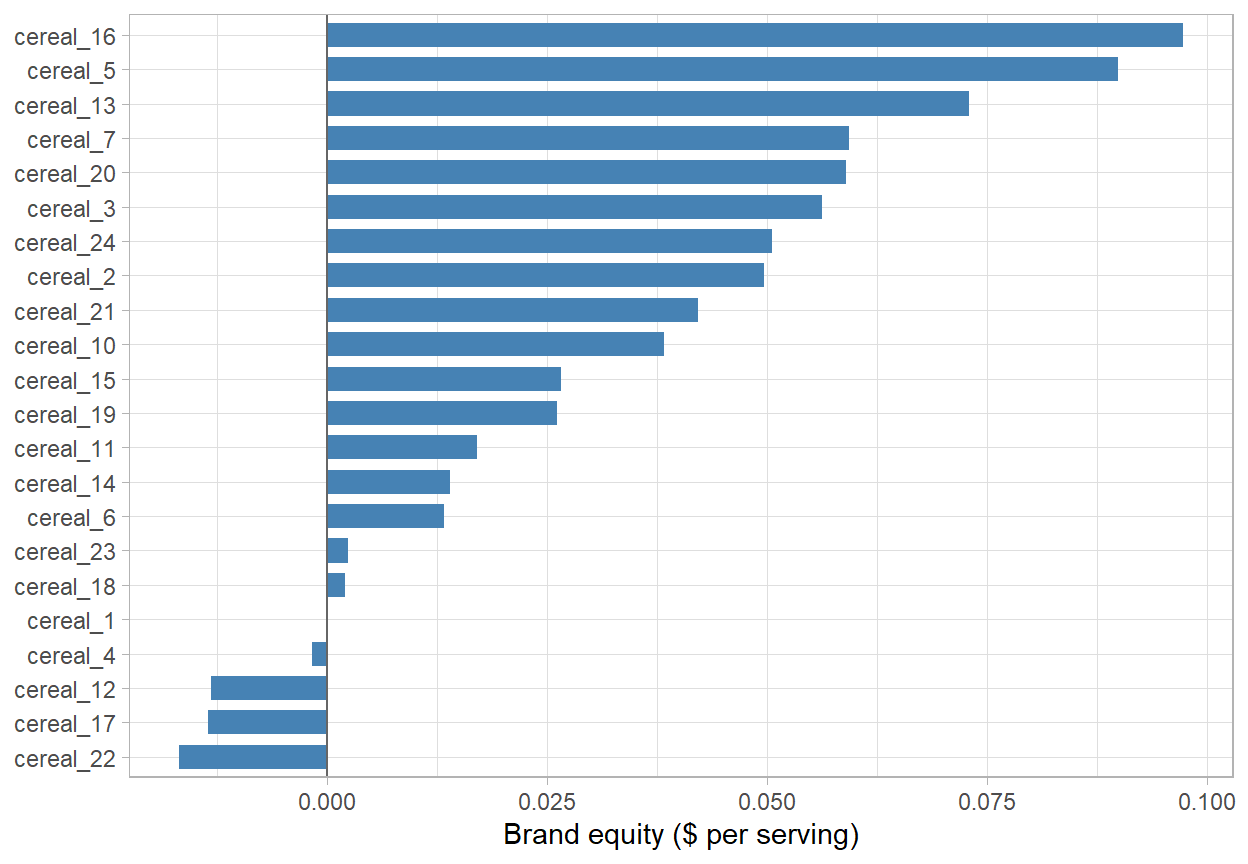 cereal_16
cereal_5
cereal_13
cereal_7
cereal_20
cereal_3
cereal_24
cereal_2
cereal_21
cereal_10
cereal_15
cereal_19
cereal_11
cereal_14
cereal_6
cereal_23
cereal_18
cereal_1
cereal_4
cereal_12
cereal_17
cereal_22
0.000 0.025 0.050 0.075 0.100
Brand equity ($ per serving)